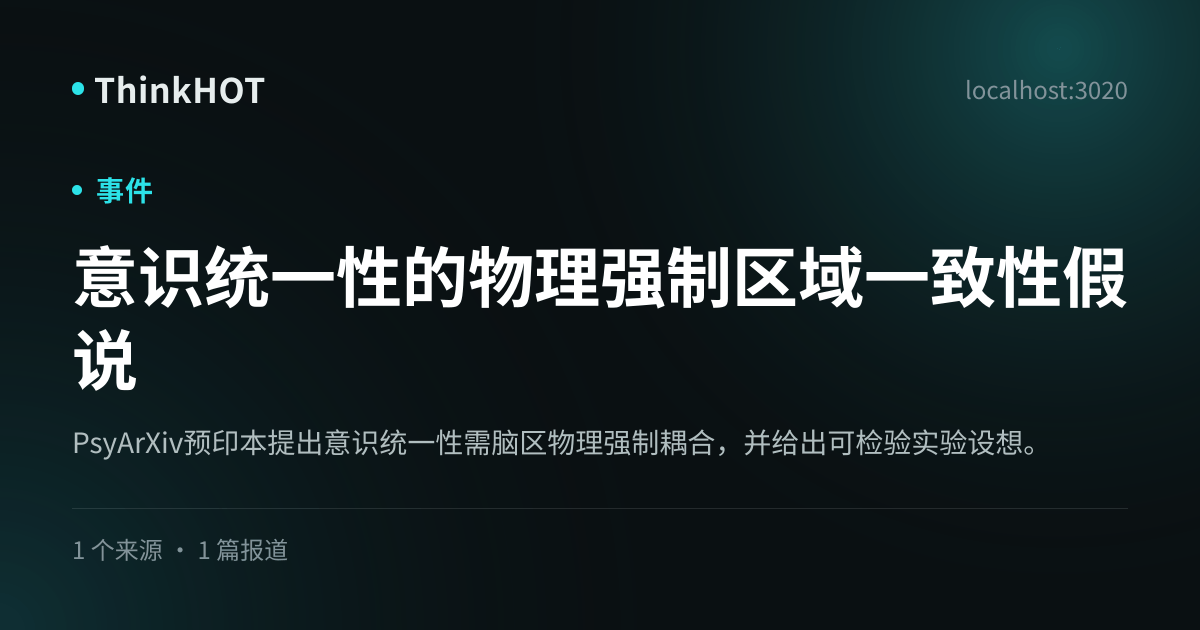 ThinkHOT
localhost:3020
事件
意识统一性的物理强制区域一致性假
说
PsyArXiv预印本提出意识统一性需脑区物理强制耦合，并给出可检验实验设想。
1 个来源 • 1 篇报道